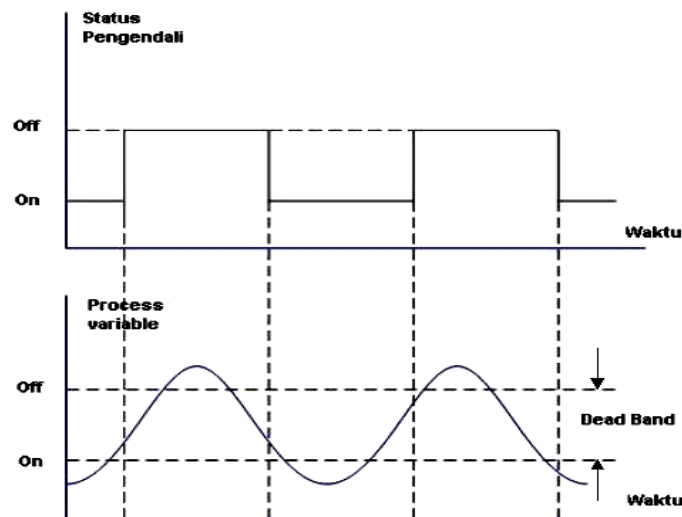 Status
Pengendali
Off
On
Waktu
Process
variable
Off
Dead Band
On
Waktu